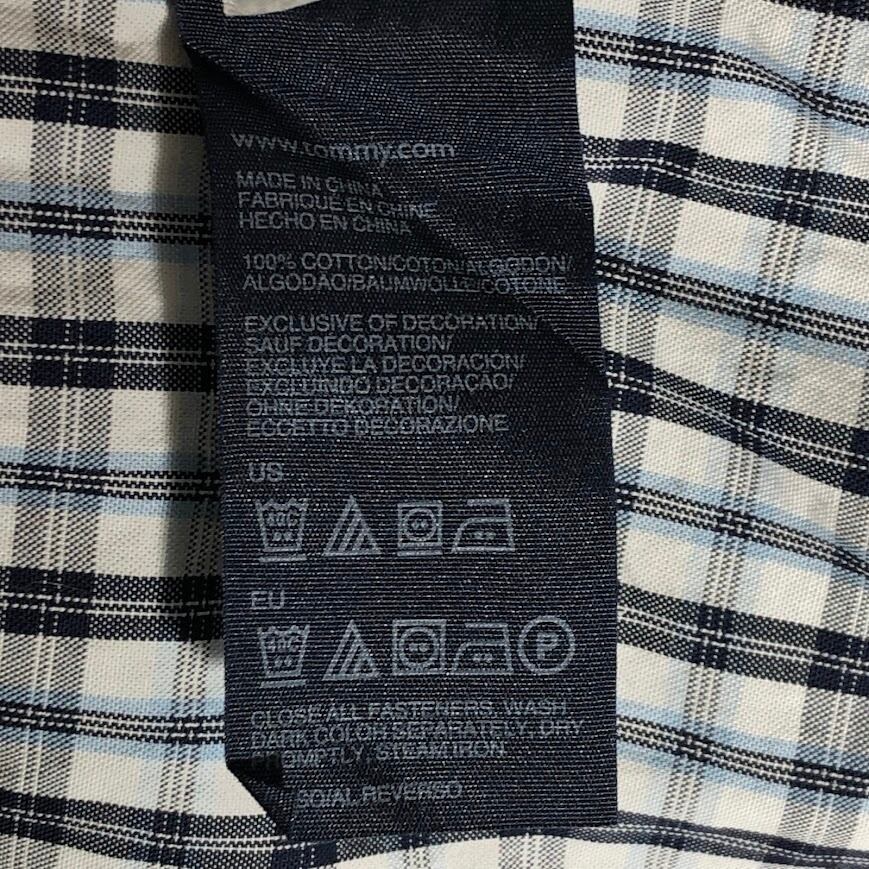 www.tommy.com
MADE IN CHINA
FABRIQUE EN CHINE
HECHO EN CHINA
100% COTTON/COTON/ALGODON/
ALGODAO/BAUMWOLLE/COTONE
EXCLUSIVE OF DECORATION/
SAUF DECORATION/
EXCLUYE LA DECORACION/
EXCLUINDO DECORACAO/
OHNE DEKORATION/
ECCETTO DECORAZIONE
US
EU
P
CLOSE ALL FASTENERS. WASH
DARK COLOR SEPARATELY. DRY
PROMPTLY. STEAM IRON.
REVERSO